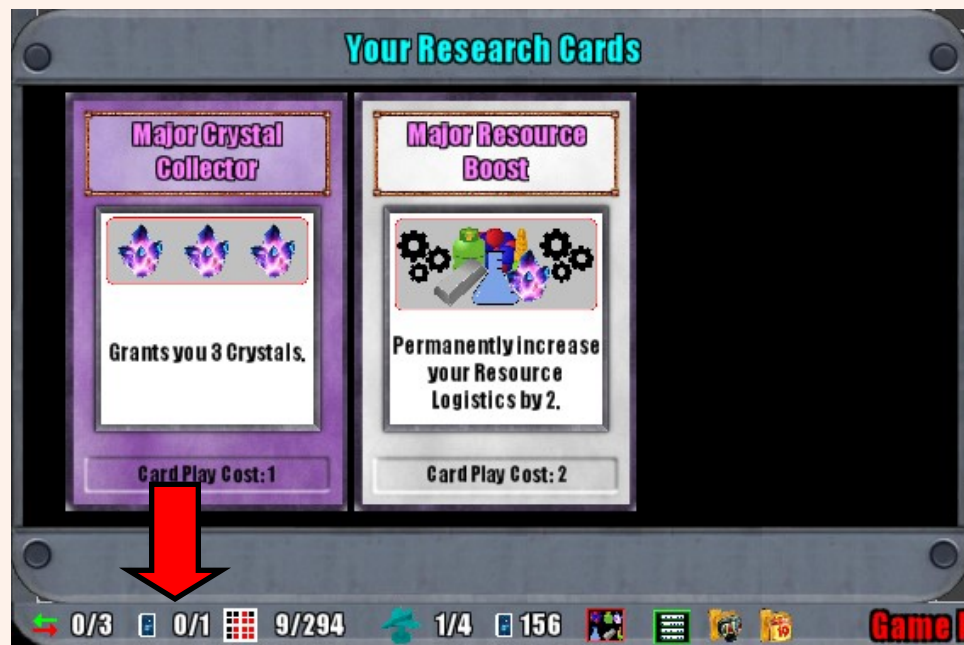 Your Research Cards
Major Crystal
Collector
Grants you 3 Crystals.
Card Play Cost: 1
Major Resource
Boost
Permanently increase
your Resource
Logistics by 2.
Card Play Cost: 2
0/3 0/1 9/294 1/4 156 Game